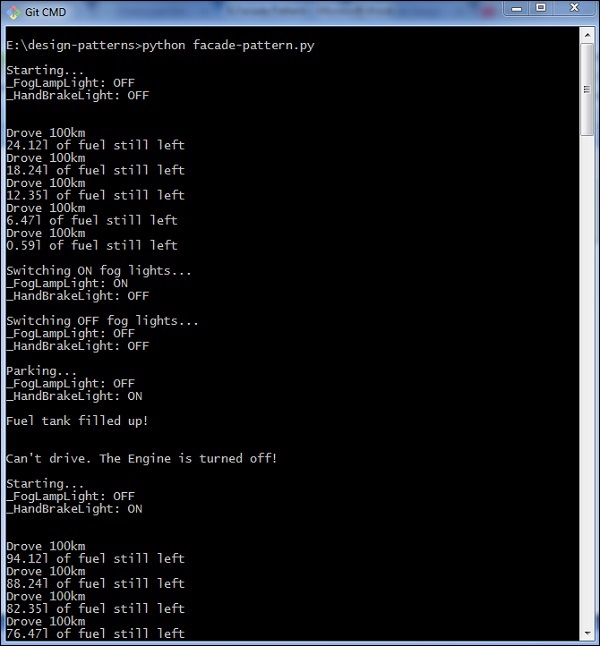 Git CMD
E:\design-patterns>python facade-pattern.py
Starting...
_FogLampLight: OFF
_HandBrakeLight: OFF
Drove 100km
24.12l of fuel still left
Drove 100km
18.24l of fuel still left
Drove 100km
12.35l of fuel still left
Drove 100km
6.47l of fuel still left
Drove 100km
0.59l of fuel still left
Switching ON fog lights...
_FogLampLight: ON
_HandBrakeLight: OFF
Switching OFF fog lights...
_FogLampLight: OFF
_HandBrakeLight: OFF
Parking...
_FogLampLight: OFF
_HandBrakeLight: ON
Fuel tank filled up!
Can't drive. The Engine is turned off!
Starting...
_FogLampLight: OFF
_HandBrakeLight: ON
Drove 100km
94.12l of fuel still left
Drove 100km
88.24l of fuel still left
Drove 100km
82.35l of fuel still left
Drove 100km
76.47l of fuel still left